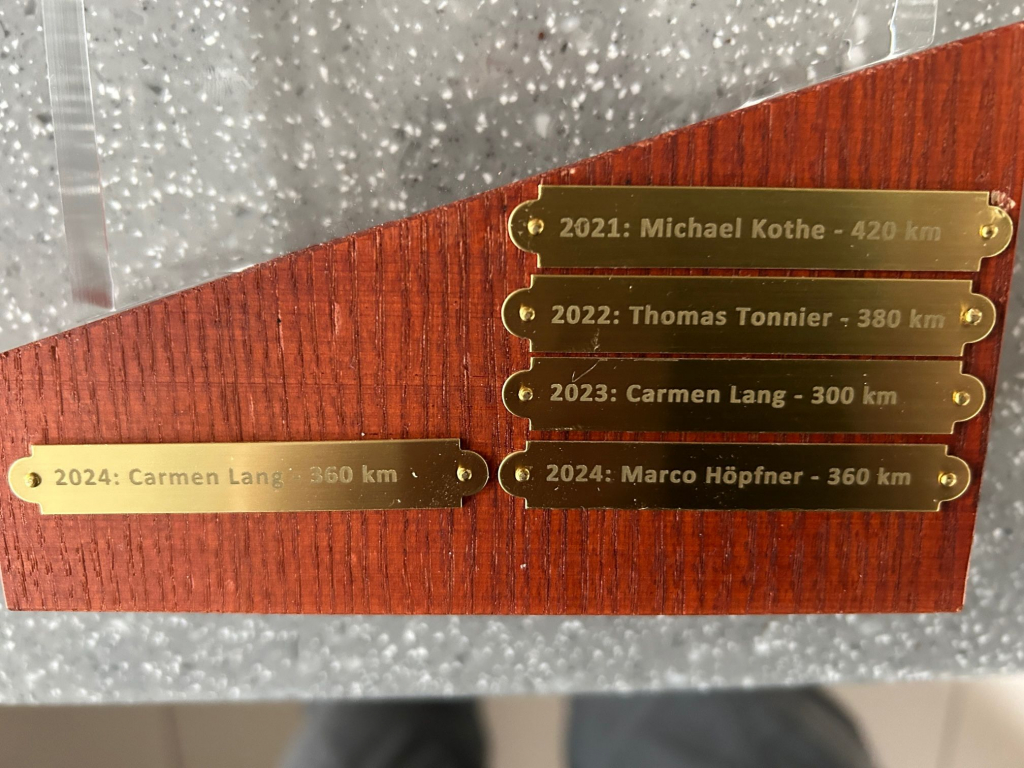 2021: Michael Kothe - 420 km
2022: Thomas Tonnier - 380 km
2023: Carmen Lang - 300 km
2024: Carmen Lang - 360 km
2024: Marco Höpfner - 360 km